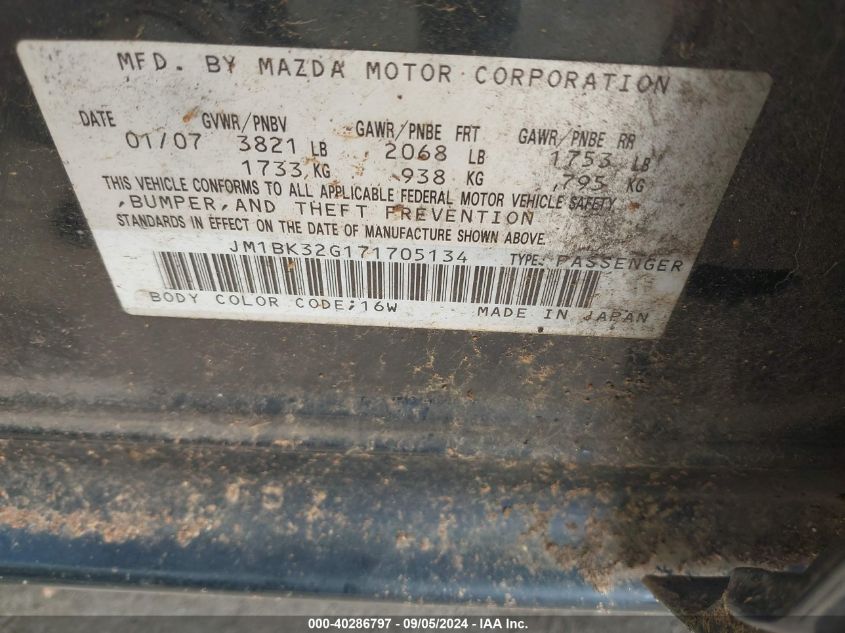 MFD. BY MAZDA MOTOR CORPORATION
DATE GVWR/PNBV GAWR/PNBE FRT GAWR/PNBE RR
01/07 3821 LB 2068 LB 1753 LB
1733 KG 938 KG 795 KG
THIS VEHICLE CONFORMS TO ALL APPLICABLE FEDERAL MOTOR VEHICLE SAFETY
,BUMPER,AND THEFT PREVENTION
STANDARDS IN EFFECT ON THE DATE OF MANUFACTURE SHOWN ABOVE.
JM1BK32G171705134 TYPE: PASSENGER
BODY COLOR CODE;16W MADE IN JAPAN
000-40286797 - 09/05/2024 - IAAI Inc.